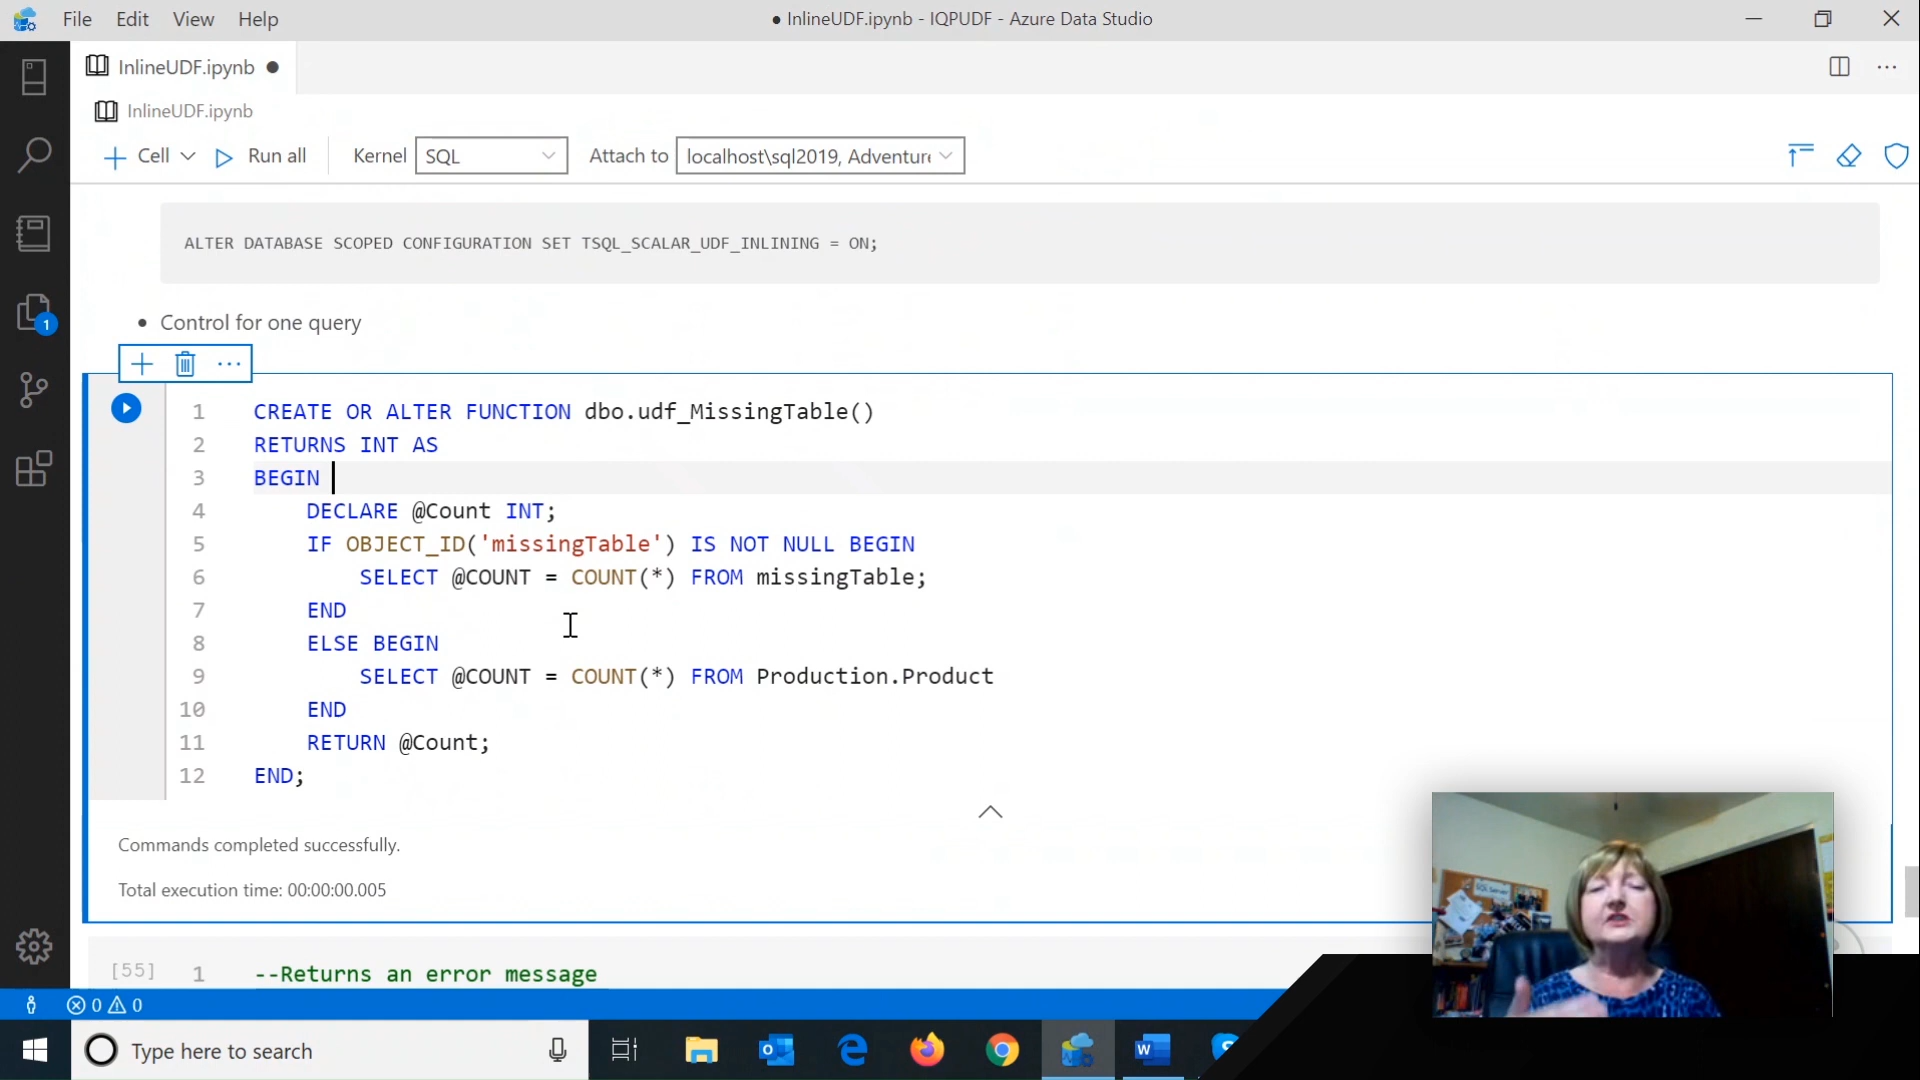 File Edit View Help
● InlineUDF.ipynb - IQPUDF - Azure Data Studio
InlineUDF.ipynb ●
InlineUDF.ipynb
Cell Run all Kernel SQL Attach to localhost\sql2019, Adventure
ALTER DATABASE SCOPED CONFIGURATION SET TSQL_SCALAR_UDF_INLINING = ON;
• Control for one query
1
1 CREATE OR ALTER FUNCTION dbo.udf_MissingTable()
2 RETURNS INT AS
3 BEGIN
4 DECLARE @Count INT;
5 IF OBJECT_ID('missingTable') IS NOT NULL BEGIN
6 SELECT @COUNT = COUNT(*) FROM missingTable;
7 END
8 ELSE BEGIN
9 SELECT @COUNT = COUNT(*) FROM Production.Product
10 END
11 RETURN @Count;
12 END;
Commands completed successfully.
Total execution time: 00:00:00.005
SQL Server
[55] 1 --Returns an error message
0 0
Type here to search